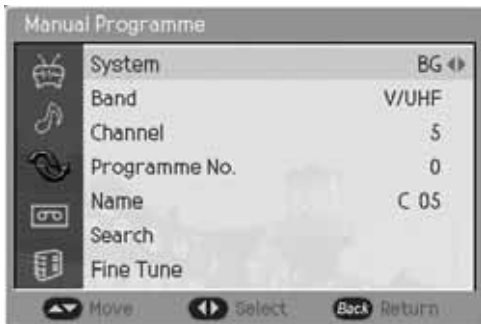 Manual Programme
System BG
Band V/UHF
Channel 5
Programme No. 0
Name C 05
Search
Fine Tune
Move Select Back Return